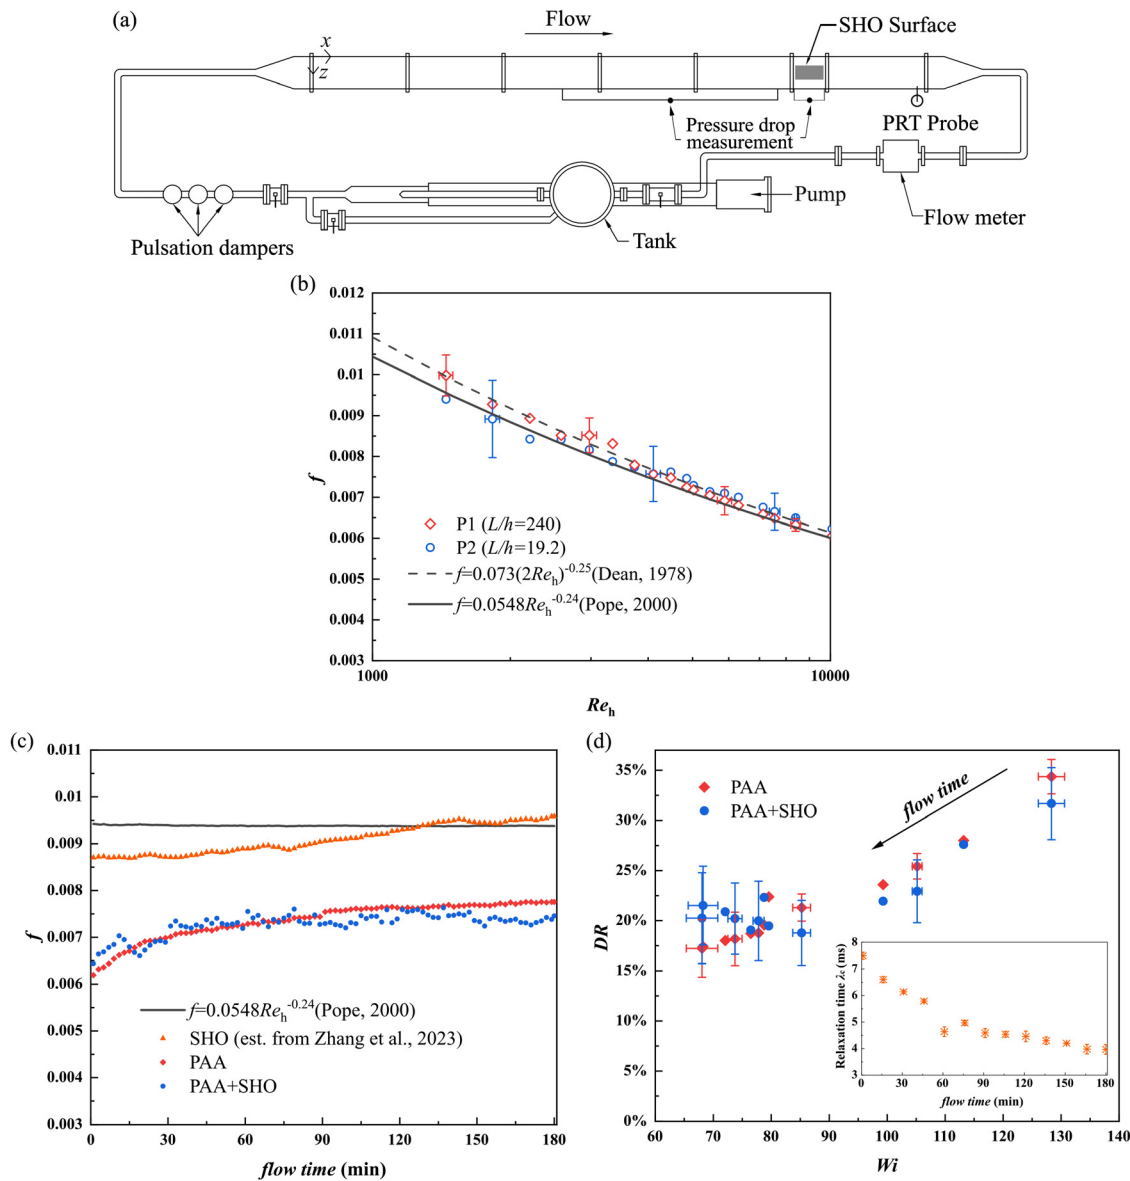 (a)
Flow
SHO Surface
x
z
Pressure drop
measurement
PRT Probe
Pump
Flow meter
Tank
Pulsation dampers
(b)
0.012
0.011
0.01
0.009
0.008
0.007
0.006
0.005
0.004
0.003
f
P1 (L/h=240)
P2 (L/h=19.2)
f=0.073(2Reh)-0.25(Dean, 1978)
f=0.0548Reh-0.24(Pope, 2000)
1000
10000
Reh
(c)
0.011
0.01
0.009
0.008
0.007
0.006
0.005
0.004
0.003
f
f=0.0548Reh-0.24(Pope, 2000)
SHO (est. from Zhang et al., 2023)
PAA
PAA+SHO
0 30 60 90 120 150 180
flow time (min)
(d)
35%
30%
25%
20%
15%
10%
5%
0%
DR
PAA
PAA+SHO
flow time
8
7
6
5
4
3
Relaxation time λc (ms)
0 30 60 90 120 150 180
flow time (min)
60 70 80 90 100 110 120 130 140
Wi